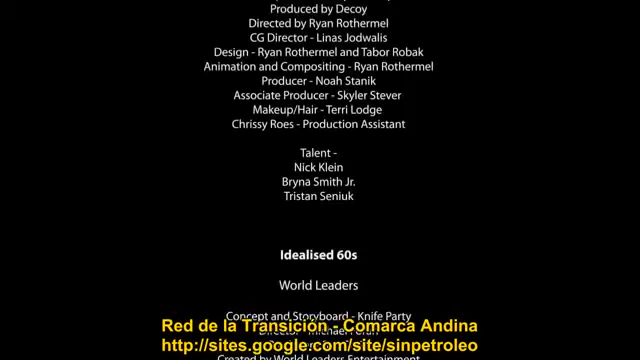 Produced by Decoy
Directed by Ryan Rothermel
CG Director - Linas Jodwalis
Design - Ryan Rothermel and Tabor Robak
Animation and Compositing - Ryan Rothermel
Producer - Noah Stanik
Associate Producer - Skyler Stever
Makeup/Hair - Terri Lodge
Chrissy Roes - Production Assistant
Talent -
Nick Klein
Bryna Smith Jr.
Tristan Seniuk
Idealised 60s
World Leaders
Concept and Storyboard - Knife Party
Red de la Transición - Comarca Andina
http://sites.google.com/site/sinpetroleo
Created by World Leaders Entertainment